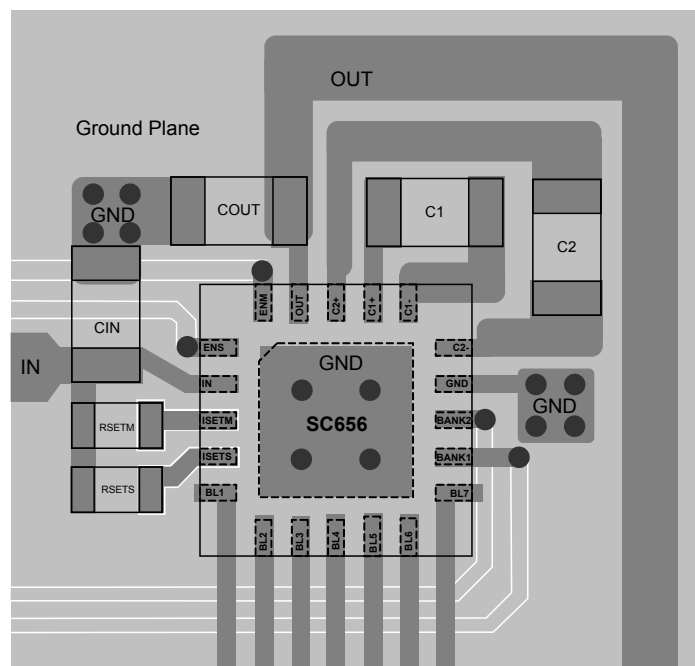 OUT
Ground Plane
GND
COUT
C1
C2
CIN
ENM
OUT
C2+
C1+
C1-
ENS
C2-
IN
IN
GND
GND
GND
RSETM
ISETM
SC656
BANK2
ISETS
BANK1
RSETS
BL1
BL7
BL2
BL3
BL4
BL5
BL6